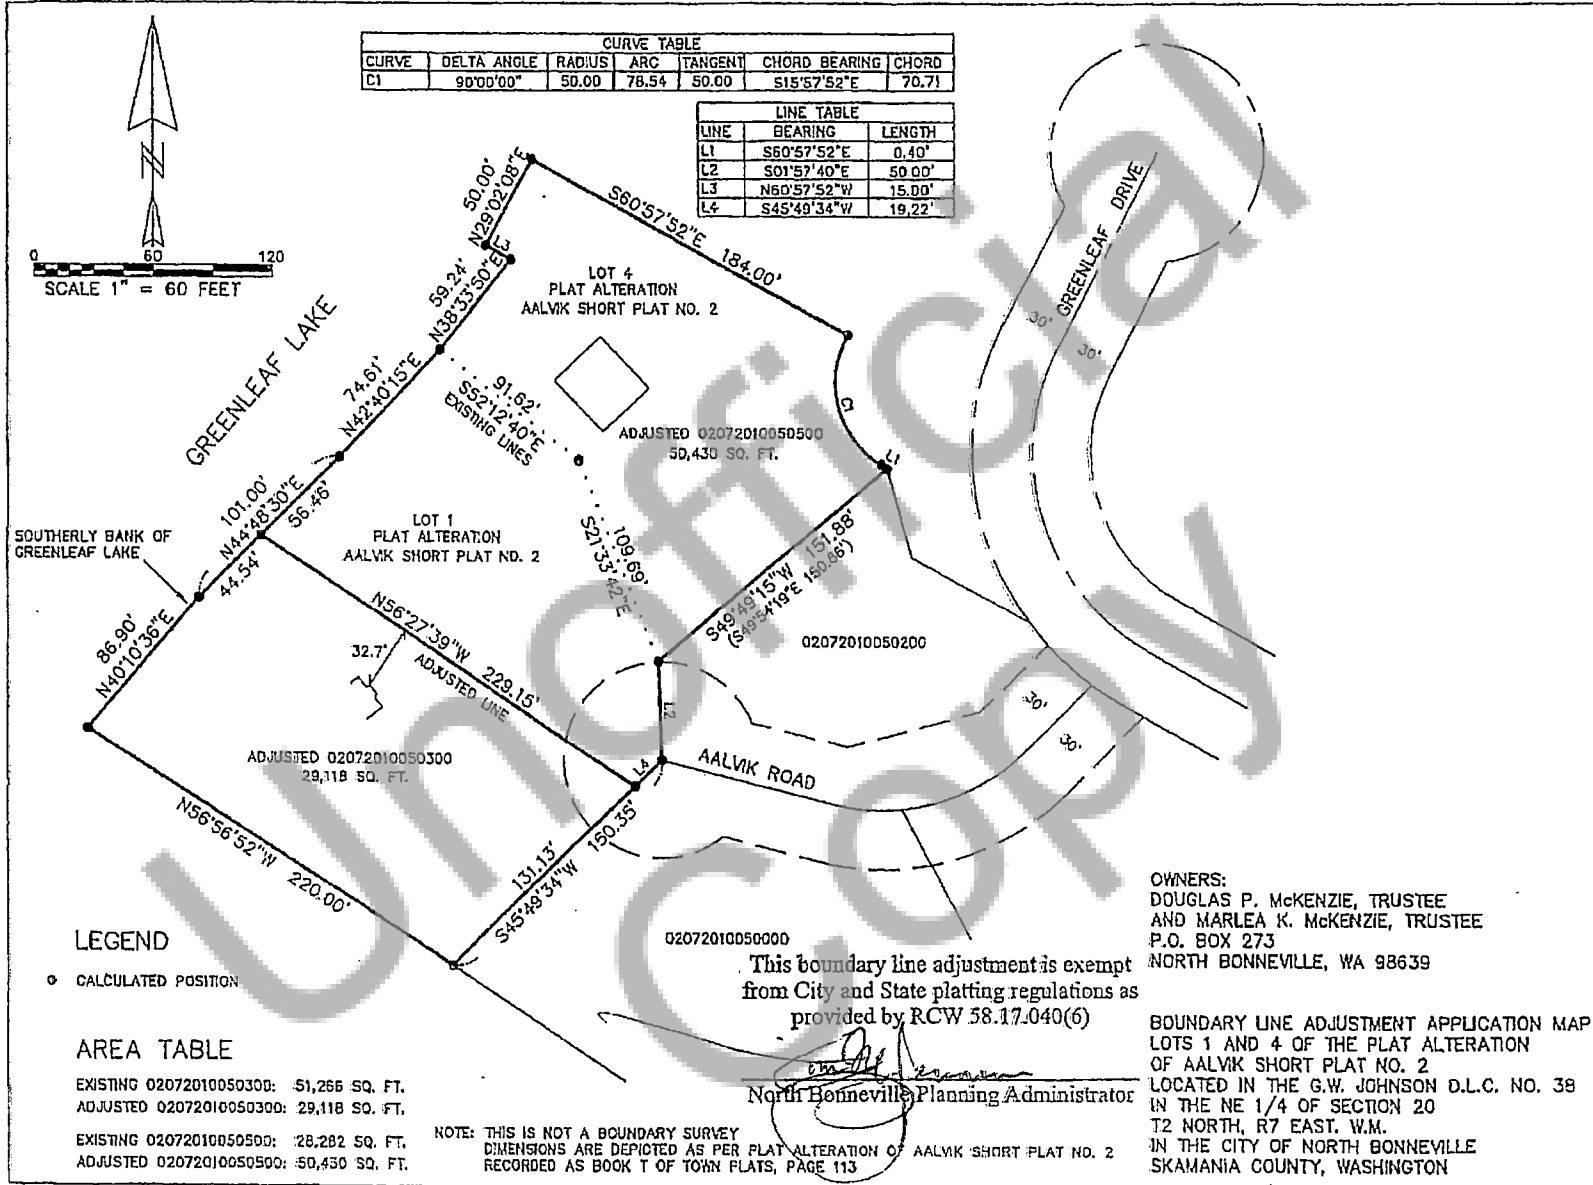 CURVE TABLE
CURVE DELTA ANGLE RADIUS ARC TANGENT CHORD BEARING CHORD
C1 90°00'00" 50.00 78.54 50.00 S15°57'52"E 70.71
LINE TABLE
LINE BEARING LENGTH
L1 S60°57'52"E 0.40'
L2 S01°57'40"E 50.00'
L3 N60°57'52"W 15.00'
L4 S45°49'34"W 19.22'
N
0 60 120
SCALE 1" = 60 FEET
GREENLEAF LAKE
50.00'
N29°02'08"E
L3
S60°57'52"E 184.00'
59.24'
N38°33'50"E
LOT 4
PLAT ALTERATION
AALVIK SHORT PLAT NO. 2
GREENLEAF DRIVE
30'
30'
74.61'
N42°40'15"E
91.62'
S52°12'40"E
EXISTING LINES
C1
ADJUSTED 02072010050500
50,430 SQ. FT.
L1
101.00'
N44°48'30"E
56.46'
44.54'
SOUTHERLY BANK OF
GREENLEAF LAKE
LOT 1
PLAT ALTERATION
AALVIK SHORT PLAT NO. 2
109.69'
S21°33'42"E
S49°49'15"W 151.88'
(S49°54'19"E 150.86')
02072010050200
86.90'
N40°10'36"E
N56°27'39"W 229.15'
ADJUSTED LINE
32.7'
L2
ADJUSTED 02072010050300
29,118 SQ. FT.
L4
AALVIK ROAD
30'
30'
N56°56'52"W 220.00'
131.13'
S45°49'34"W 150.35'
02072010050000
LEGEND
CALCULATED POSITION
AREA TABLE
EXISTING 02072010050300: 51,266 SQ. FT.
ADJUSTED 02072010050300: 29,118 SQ. FT.
EXISTING 02072010050500: 28,282 SQ. FT.
ADJUSTED 02072010050500: 50,430 SQ. FT.
This boundary line adjustment is exempt
from City and State platting regulations as
provided by RCW 58.17.040(6)
North Bonneville Planning Administrator
NOTE: THIS IS NOT A BOUNDARY SURVEY
DIMENSIONS ARE DEPICTED AS PER PLAT ALTERATION OF AALVIK SHORT PLAT NO. 2
RECORDED AS BOOK T OF TOWN PLATS, PAGE 113
OWNERS:
DOUGLAS P. McKENZIE, TRUSTEE
AND MARLEA K. McKENZIE, TRUSTEE
P.O. BOX 273
NORTH BONNEVILLE, WA 98639
BOUNDARY LINE ADJUSTMENT APPLICATION MAP
LOTS 1 AND 4 OF THE PLAT ALTERATION
OF AALVIK SHORT PLAT NO. 2
LOCATED IN THE G.W. JOHNSON D.L.C. NO. 38
IN THE NE 1/4 OF SECTION 20
T2 NORTH, R7 EAST. W.M.
IN THE CITY OF NORTH BONNEVILLE
SKAMANIA COUNTY, WASHINGTON
Unofficial
Copy